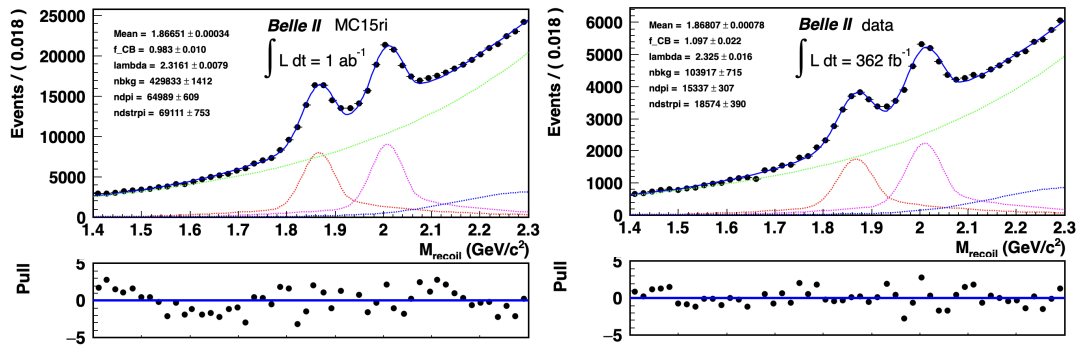 Belle II MC15ri
∫ L dt = 1 ab⁻¹
Mean = 1.86651 ± 0.00034
f_CB = 0.983 ± 0.010
lambda = 2.3161 ± 0.0079
nbkg = 429833 ± 1412
ndpi = 64989 ± 609
ndstrpi = 69111 ± 753
Events / ( 0.018 )
25000
20000
15000
10000
5000
0
1.4 1.5 1.6 1.7 1.8 1.9 2 2.1 2.2 2.3
M_recoil (GeV/c²)
Pull
5
0
−5
Belle II data
∫ L dt = 362 fb⁻¹
Mean = 1.86807 ± 0.00078
f_CB = 1.097 ± 0.022
lambda = 2.325 ± 0.016
nbkg = 103917 ± 715
ndpi = 15337 ± 307
ndstrpi = 18574 ± 390
Events / ( 0.018 )
6000
5000
4000
3000
2000
1000
0
1.4 1.5 1.6 1.7 1.8 1.9 2 2.1 2.2 2.3
M_recoil (GeV/c²)
Pull
5
0
−5